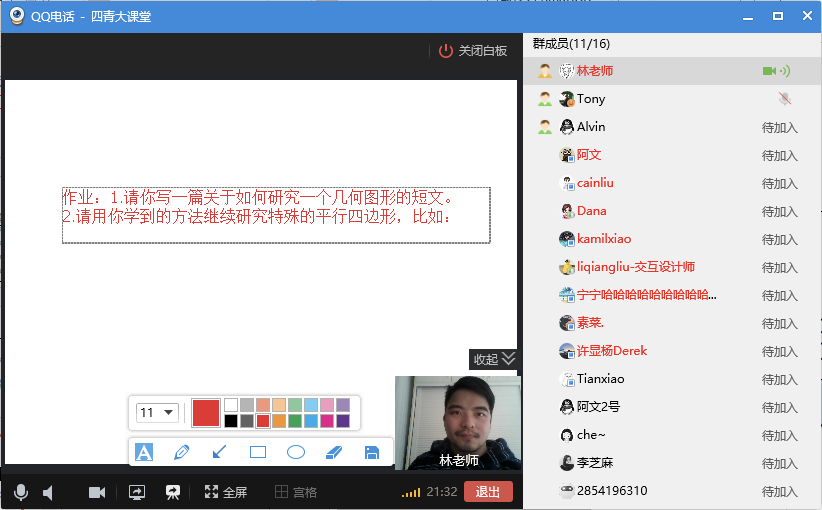 QQ电话 - 四青大课堂
关闭白板
作业：1.请你写一篇关于如何研究一个几何图形的短文。
2.请用你学到的方法继续研究特殊的平行四边形，比如：
收起
11
A
林老师
全屏
宫格
21:32
退出
群成员(11/16)
林老师
Tony
Alvin 待加入
阿文 待加入
cainliu 待加入
Dana 待加入
kamilxiao 待加入
liqiangliu-交互设计师 待加入
宁宁哈哈哈哈哈哈哈哈哈... 待加入
素菜. 待加入
许显杨Derek 待加入
Tianxiao 待加入
阿文2号 待加入
che~ 待加入
李芝麻 待加入
2854196310 待加入